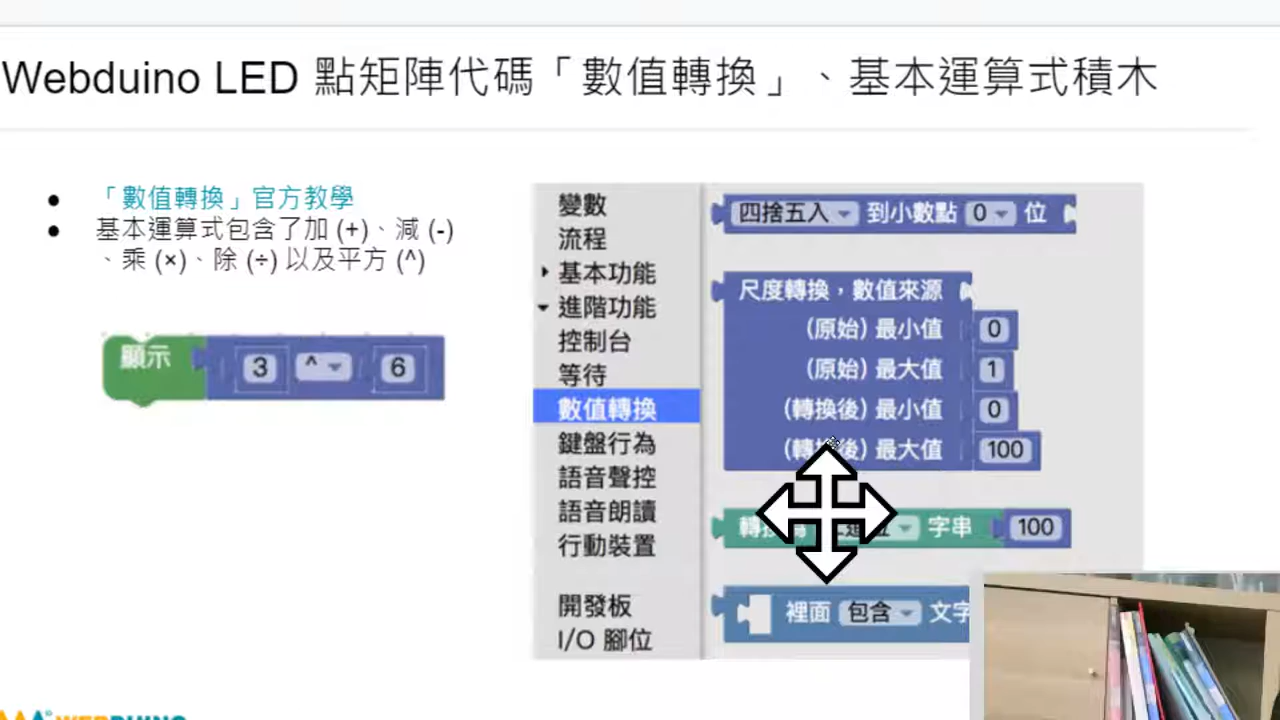 Webduino LED 點矩陣代碼「數值轉換」、基本運算式積木
「數值轉換」官方教學
基本運算式包含了加 (+)、減 (-)
、乘 (×)、除 (÷) 以及平方 (^)
顯示 3 ^ 6
變數
流程
基本功能
進階功能
控制台
等待
數值轉換
鍵盤行為
語音聲控
語音朗讀
行動裝置
開發板
I/O 腳位
四捨五入 到小數點 0 位
尺度轉換，數值來源
(原始) 最小值 0
(原始) 最大值 1
(轉換後) 最小值 0
(轉換後) 最大值 100
轉換為 字串 100
裡面 包含 文字
WEBDUINO